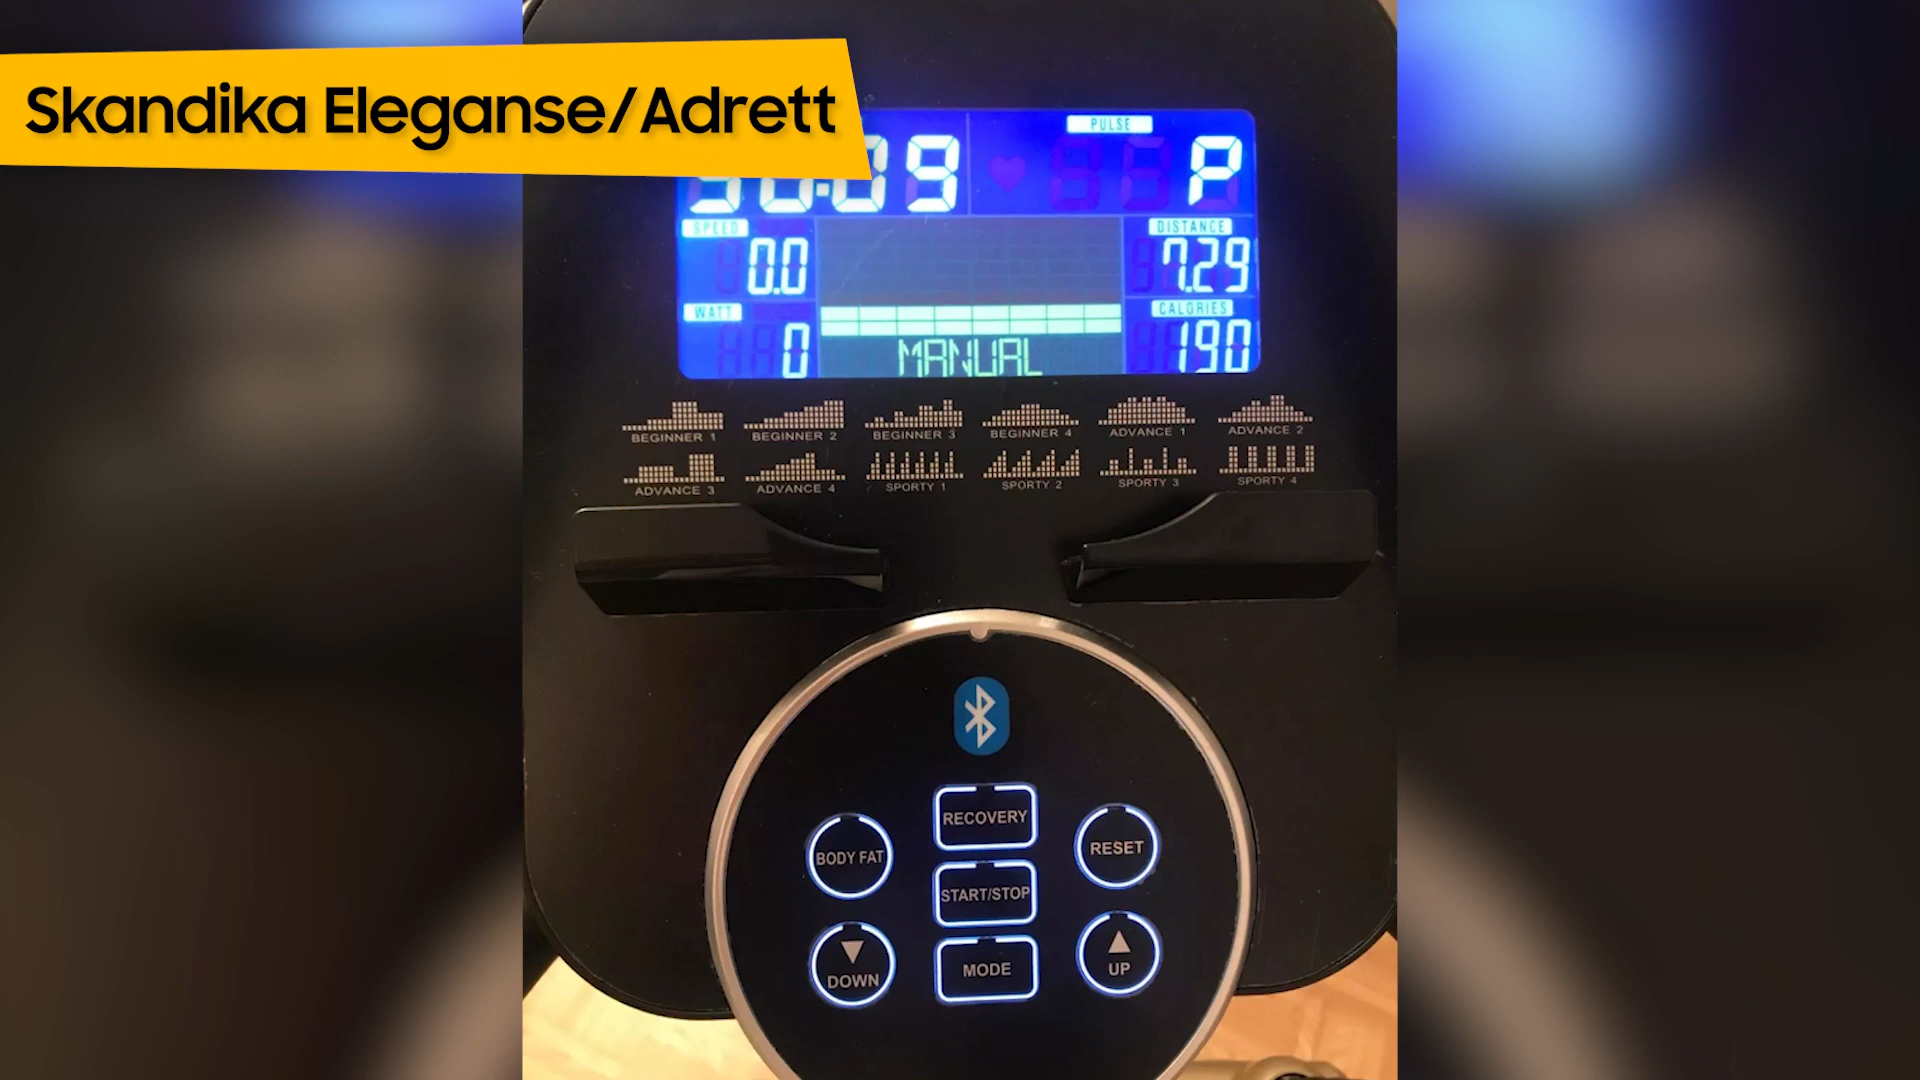 Skandika Eleganse/Adrett
PULSE
P
SPEED
0.0
DISTANCE
7.29
WATT
0
CALORIES
190
MANUAL
BEGINNER 1
BEGINNER 2
BEGINNER 3
BEGINNER 4
ADVANCE 1
ADVANCE 2
ADVANCE 3
ADVANCE 4
SPORTY 1
SPORTY 2
SPORTY 3
SPORTY 4
RECOVERY
BODY FAT
RESET
START/STOP
DOWN
MODE
UP